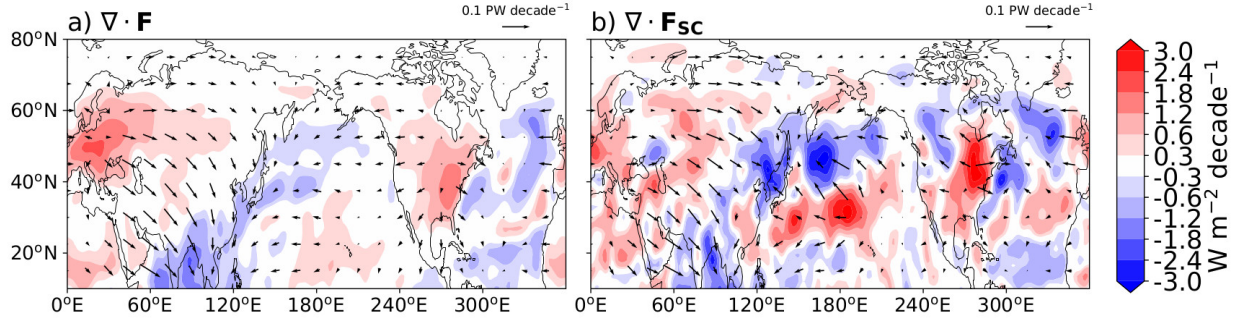 a) ∇ · F
0.1 PW decade⁻¹
b) ∇ · F_SC
0.1 PW decade⁻¹
80°N
60°N
40°N
20°N
0°E
60°E
120°E
180°E
240°E
300°E
0°E
60°E
120°E
180°E
240°E
300°E
3.0
2.4
1.8
1.2
0.6
0.3
-0.3
-0.6
-1.2
-1.8
-2.4
-3.0
W m⁻² decade⁻¹